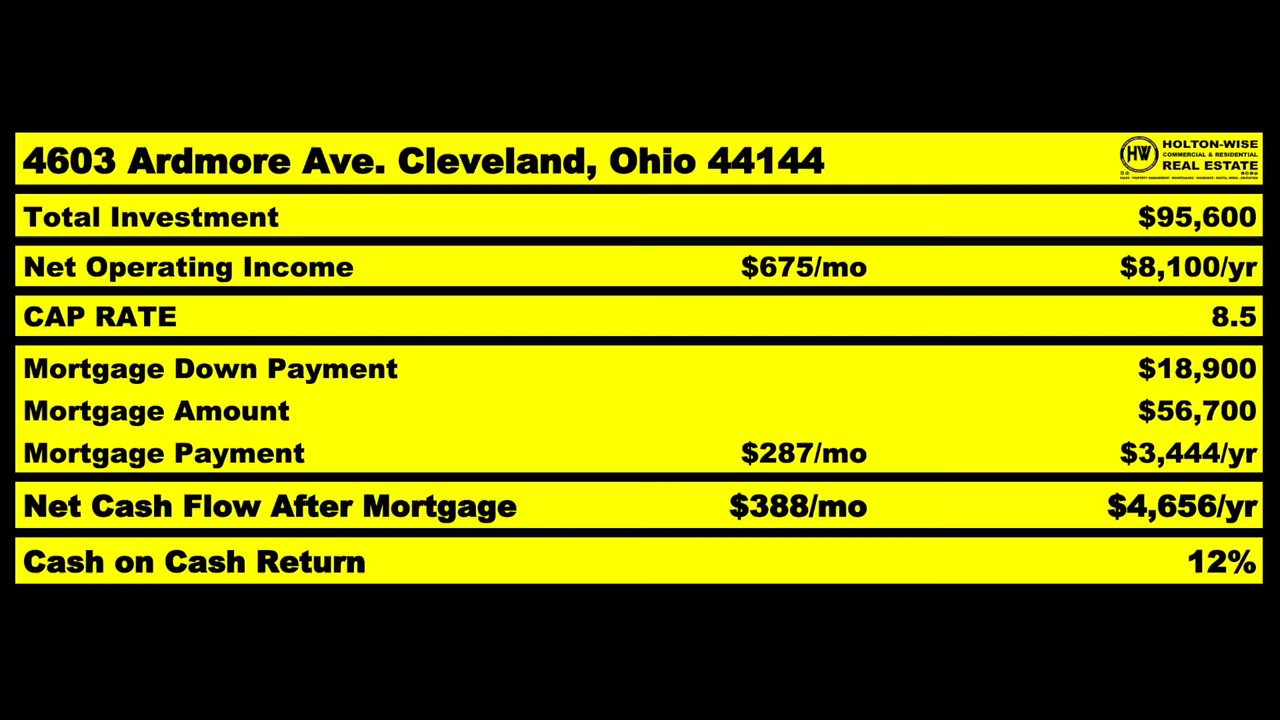 4603 Ardmore Ave. Cleveland, Ohio 44144
HW
HOLTON-WISE
COMMERCIAL & RESIDENTIAL
REAL ESTATE
Total Investment $95,600
Net Operating Income $675/mo $8,100/yr
CAP RATE 8.5
Mortgage Down Payment $18,900
Mortgage Amount $56,700
Mortgage Payment $287/mo $3,444/yr
Net Cash Flow After Mortgage $388/mo $4,656/yr
Cash on Cash Return 12%